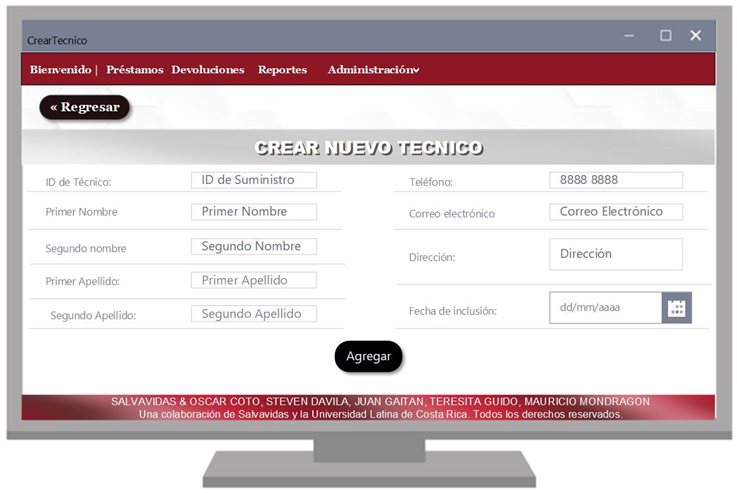 CrearTecnico
Bienvenido | Préstamos Devoluciones Reportes Administración
« Regresar
CREAR NUEVO TECNICO
ID de Técnico: ID de Suministro
Primer Nombre Primer Nombre
Segundo nombre Segundo Nombre
Primer Apellido: Primer Apellido
Segundo Apellido: Segundo Apellido
Teléfono: 8888 8888
Correo electrónico Correo Electrónico
Dirección: Dirección
Fecha de inclusión: dd/mm/aaaa
Agregar
SALVAVIDAS & OSCAR COTO, STEVEN DAVILA, JUAN GAITAN, TERESITA GUIDO, MAURICIO MONDRAGON
Una colaboración de Salvavidas y la Universidad Latina de Costa Rica. Todos los derechos reservados.